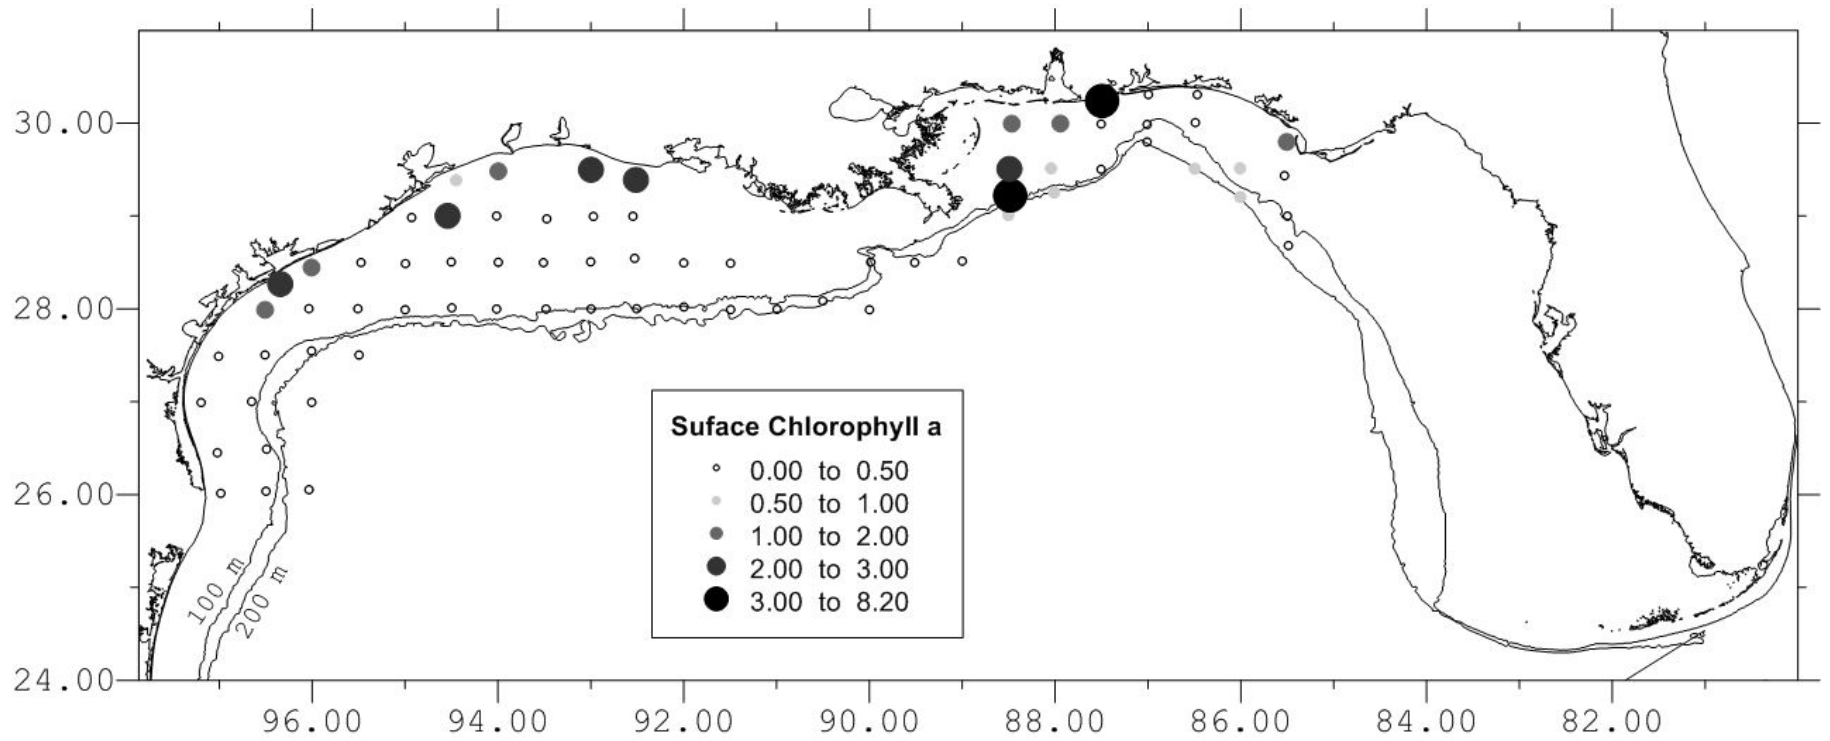 30.00
28.00
26.00
24.00
100 m
200 m
Suface Chlorophyll a
0.00 to 0.50
0.50 to 1.00
1.00 to 2.00
2.00 to 3.00
3.00 to 8.20
96.00 94.00 92.00 90.00 88.00 86.00 84.00 82.00